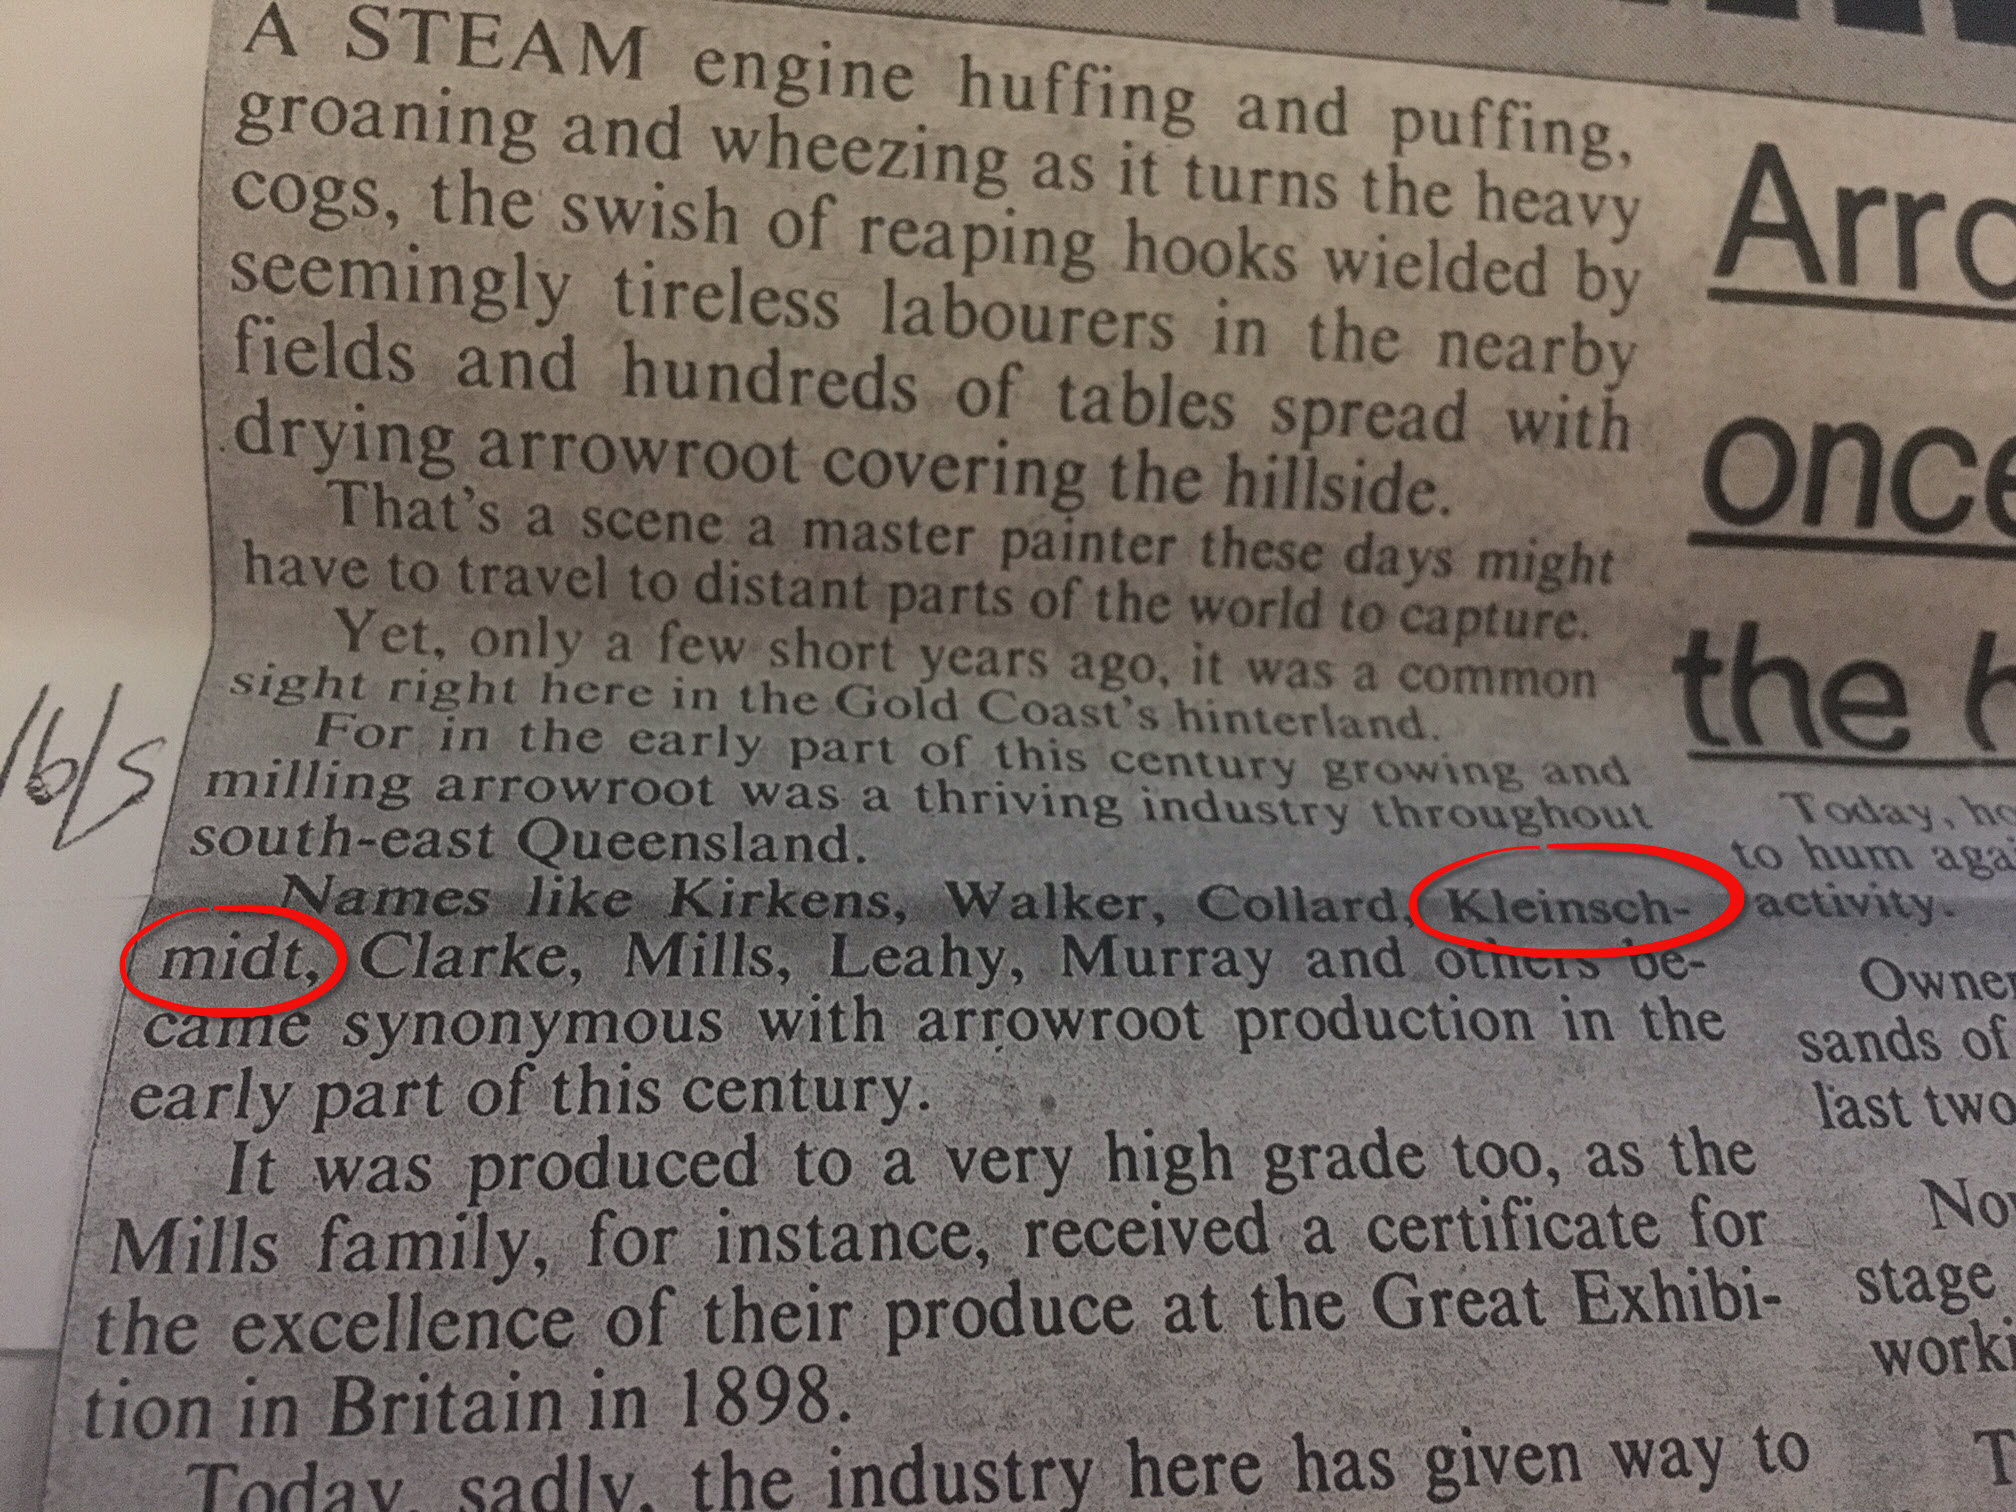 A STEAM engine huffing and puffing,
groaning and wheezing as it turns the heavy
cogs, the swish of reaping hooks wielded by
seemingly tireless labourers in the nearby
fields and hundreds of tables spread with
drying arrowroot covering the hillside.
That's a scene a master painter these days might
have to travel to distant parts of the world to capture.
Yet, only a few short years ago, it was a common
sight right here in the Gold Coast's hinterland.
For in the early part of this century growing and
milling arrowroot was a thriving industry throughout
south-east Queensland.
Names like Kirkens, Walker, Collard, Kleinsch-
midt, Clarke, Mills, Leahy, Murray and others be-
came synonymous with arrowroot production in the
early part of this century.
It was produced to a very high grade too, as the
Mills family, for instance, received a certificate for
the excellence of their produce at the Great Exhibi-
tion in Britain in 1898.
Today, sadly, the industry here has given way to
Arro
once
the h
Today, ho
to hum agai
activity.
Owner
sands of
last two
No
stage
worki
T
/6/5